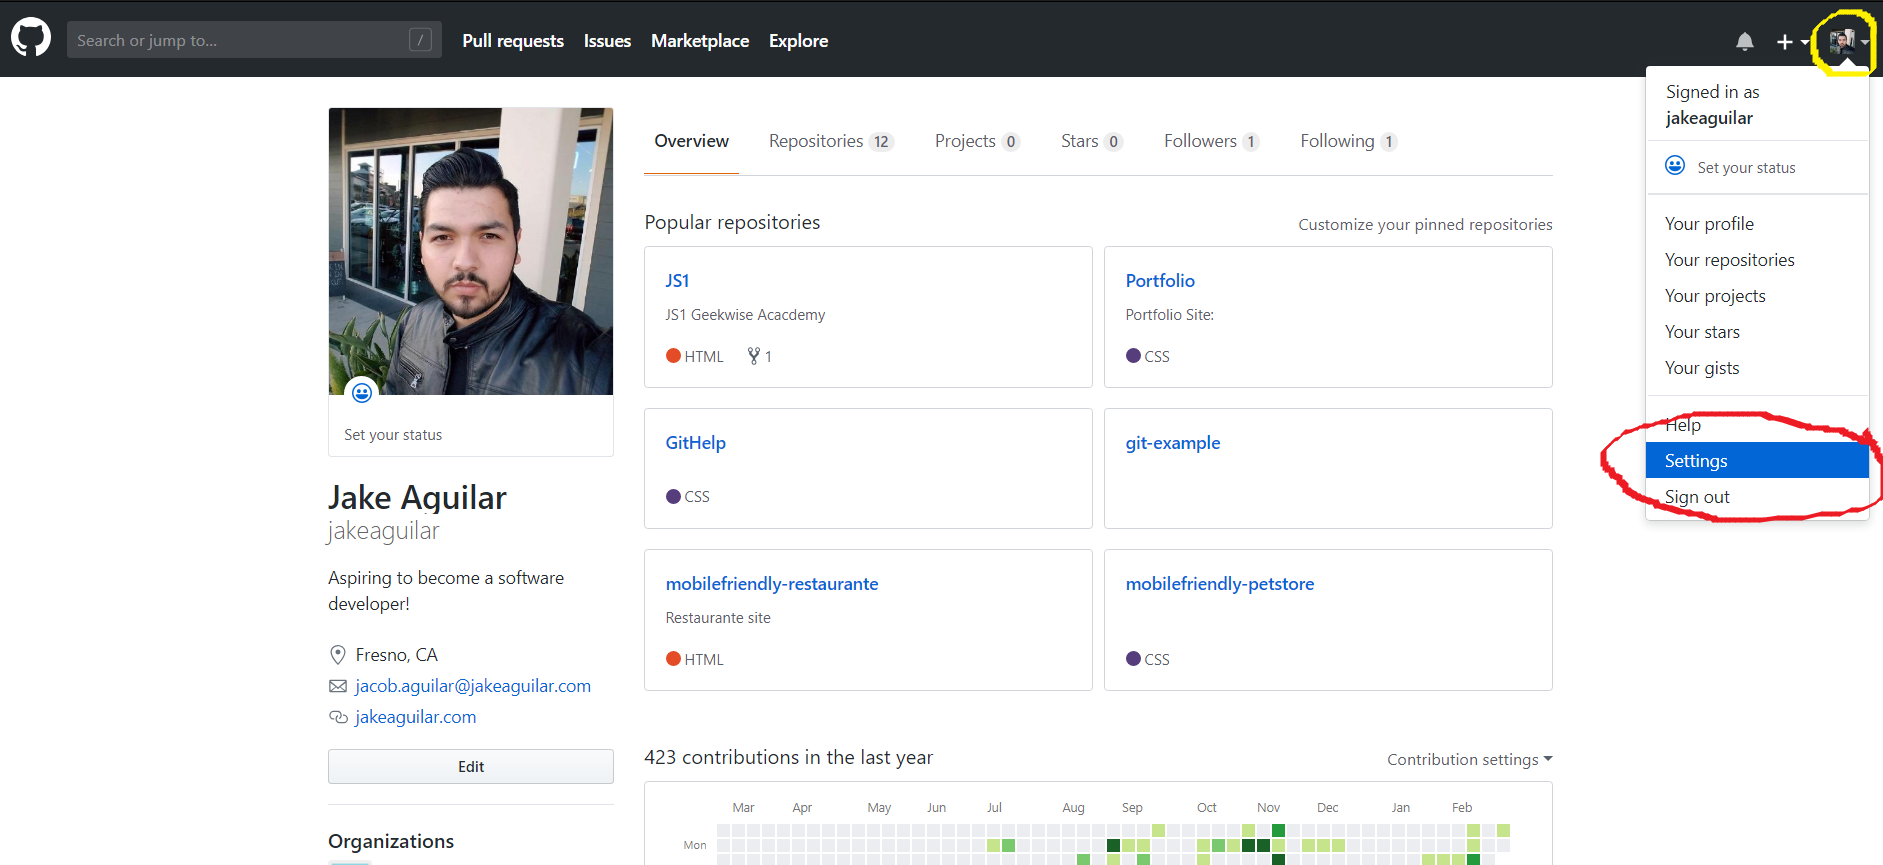 Search or jump to...
/
Pull requests
Issues
Marketplace
Explore
Signed in as
jakeaguilar
Set your status
Your profile
Your repositories
Your projects
Your stars
Your gists
Help
Settings
Sign out
Set your status
Jake Aguilar
jakeaguilar
Aspiring to become a software
developer!
Fresno, CA
jacob.aguilar@jakeaguilar.com
jakeaguilar.com
Edit
Organizations
Overview
Repositories 12
Projects 0
Stars 0
Followers 1
Following 1
Popular repositories
Customize your pinned repositories
JS1
JS1 Geekwise Acacdemy
HTML 1
Portfolio
Portfolio Site:
CSS
GitHelp
CSS
git-example
mobilefriendly-restaurante
Restaurante site
HTML
mobilefriendly-petstore
CSS
423 contributions in the last year
Contribution settings
Mar Apr May Jun Jul Aug Sep Oct Nov Dec Jan Feb
Mon